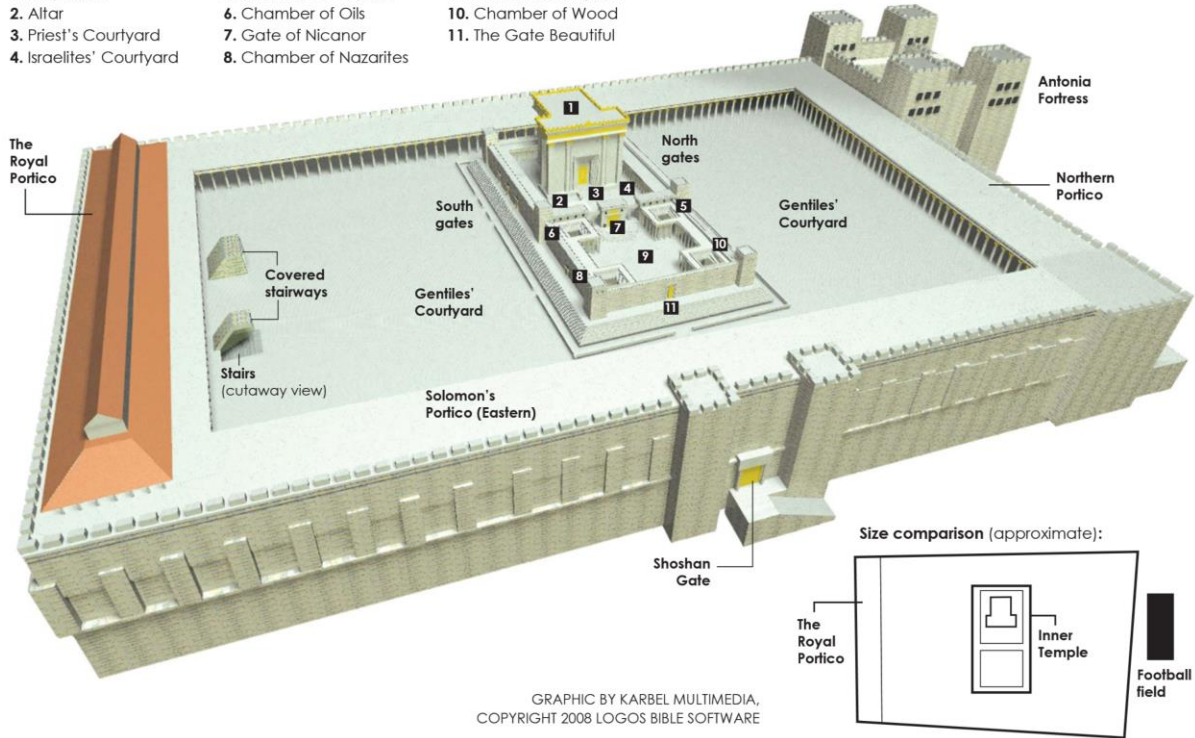 2. Altar
3. Priest's Courtyard
4. Israelites' Courtyard
6. Chamber of Oils
7. Gate of Nicanor
8. Chamber of Nazarites
10. Chamber of Wood
11. The Gate Beautiful
Antonia
Fortress
The
Royal
Portico
1
North
gates
Northern
Portico
South
gates
2
3
4
5
6
7
8
9
10
11
Gentiles'
Courtyard
Covered
stairways
Gentiles'
Courtyard
Stairs
(cutaway view)
Solomon's
Portico (Eastern)
Shoshan
Gate
Size comparison (approximate):
The
Royal
Portico
Inner
Temple
Football
field
GRAPHIC BY KARBEL MULTIMEDIA,
COPYRIGHT 2008 LOGOS BIBLE SOFTWARE